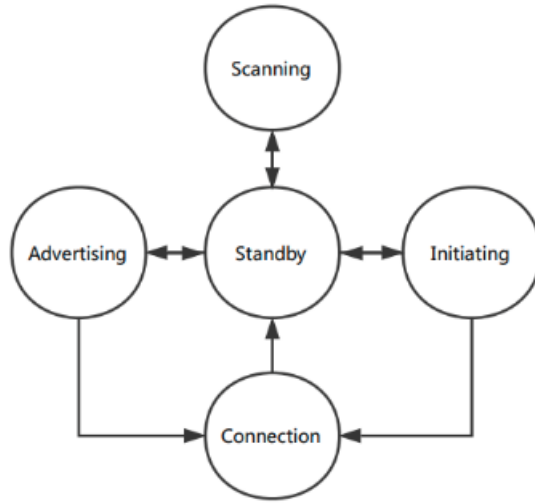 Scanning
Advertising
Standby
Initiating
Connection